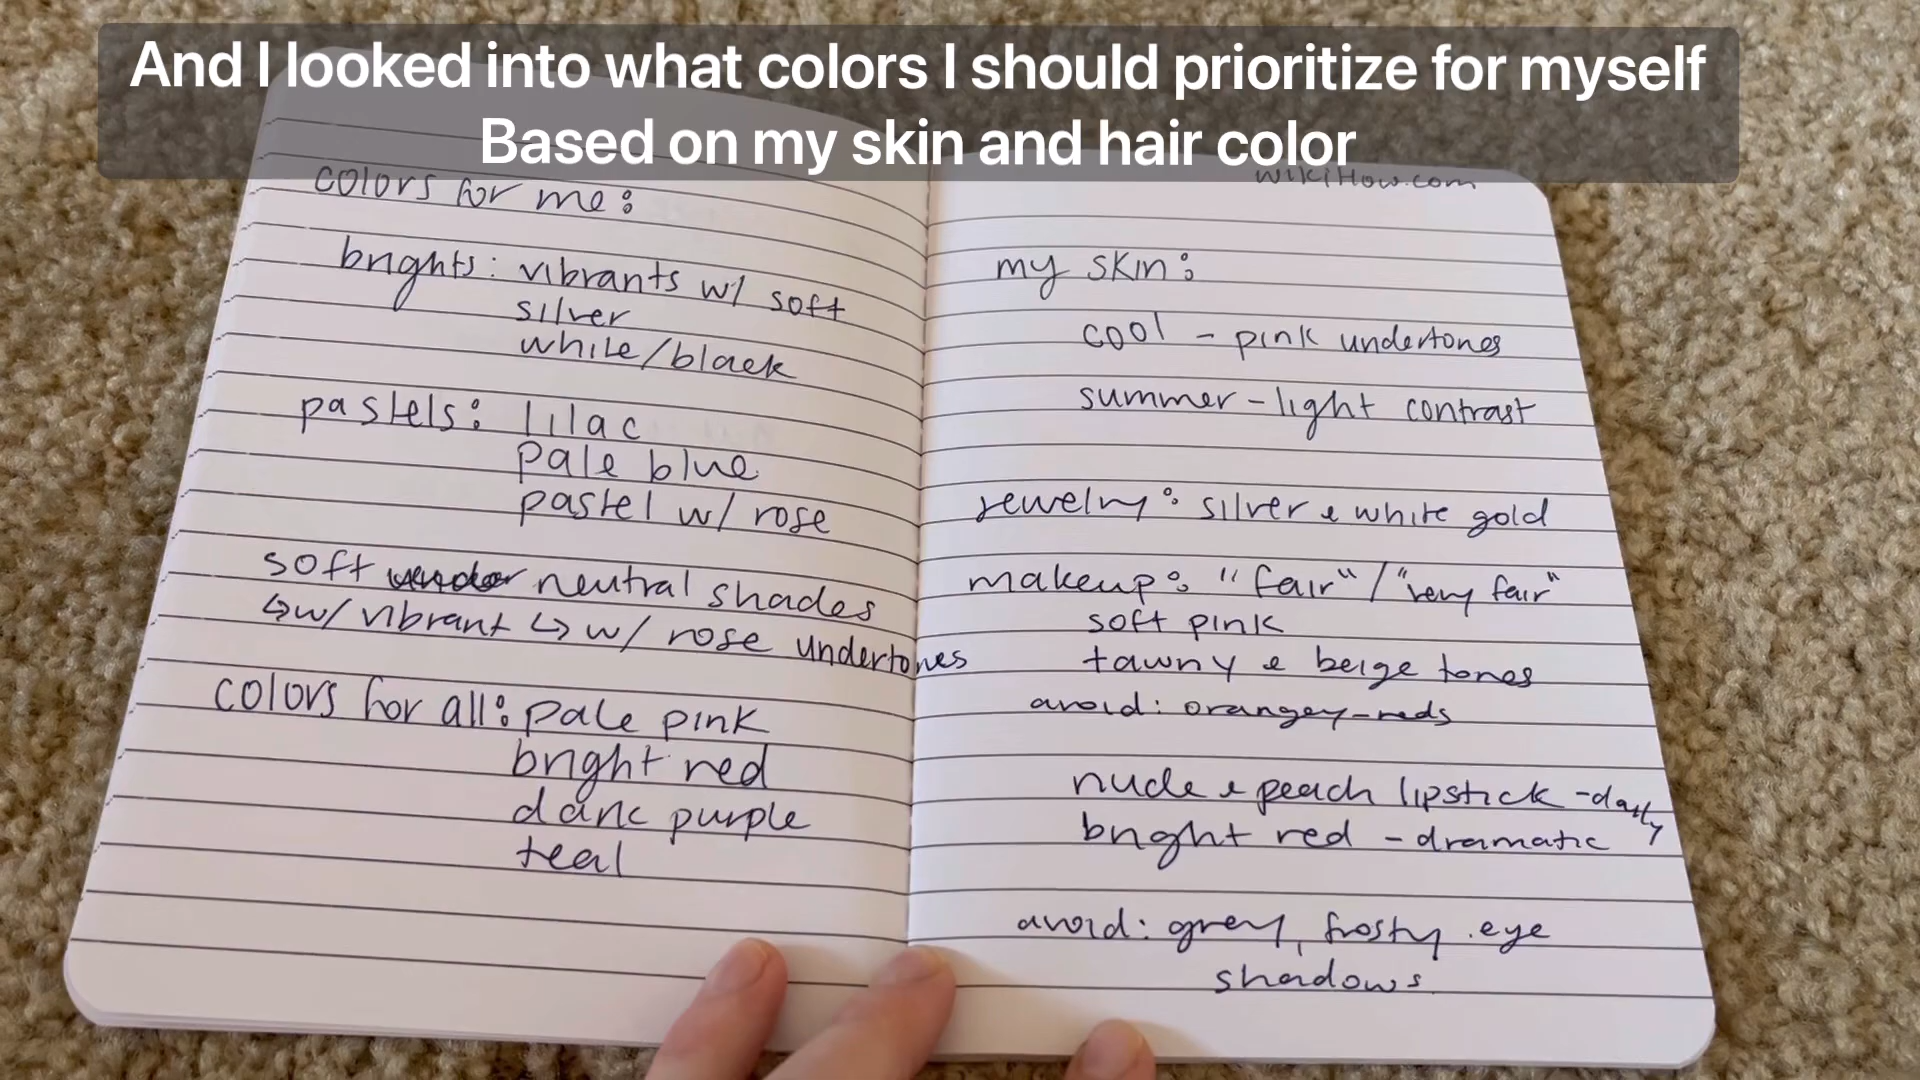 And I looked into what colors I should prioritize for myself
Based on my skin and hair color
colors for me:
brights: vibrants w/ soft
silver
white/black
pastels: lilac
pale blue
pastel w/ rose
soft neutral shades
↳w/ vibrant ↳ w/ rose undertones
colors for all: pale pink
bright red
dark purple
teal
wikiHow.com
my skin:
cool - pink undertones
summer - light contrast
jewelry: silver & white gold
makeup: "fair" / "very fair"
soft pink
tawny & beige tones
avoid: orangey-reds
nude & peach lipstick - daily
bright red - dramatic
avoid: grey, frosty eye
shadows